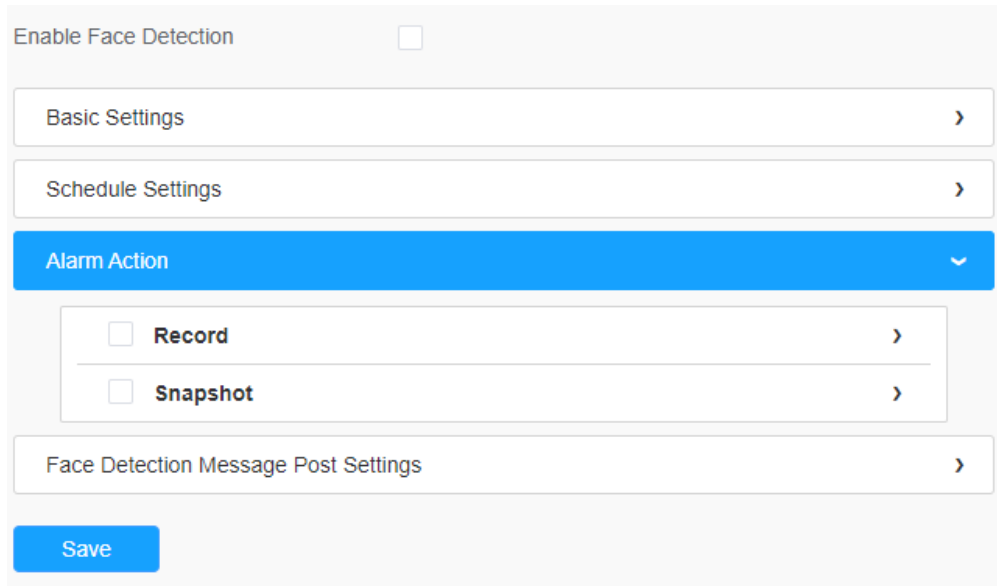 Enable Face Detection
Basic Settings
Schedule Settings
Alarm Action
Record
Snapshot
Face Detection Message Post Settings
Save